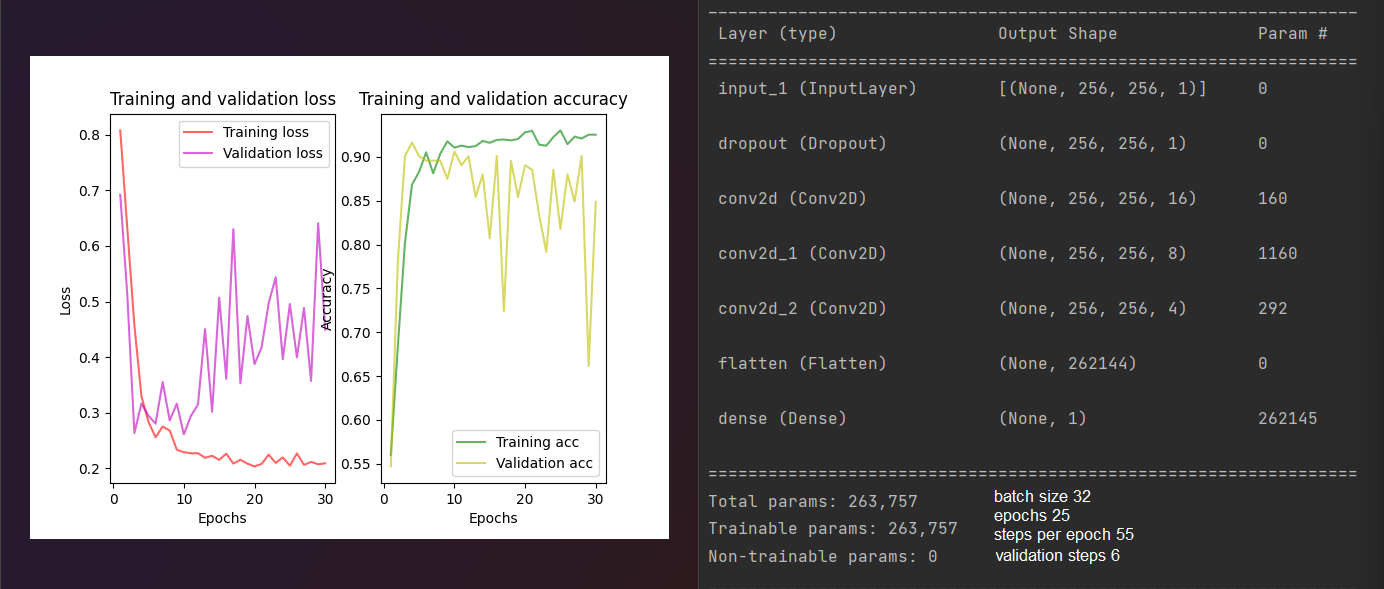 Training and validation loss
Training loss
Validation loss
0.8
0.7
0.6
0.5
0.4
0.3
0.2
Loss
0 10 20 30
Epochs
Training and validation accuracy
0.90
0.85
0.80
0.75
0.70
0.65
0.60
0.55
Accuracy
Training acc
Validation acc
0 10 20 30
Epochs
Layer (type) Output Shape Param #
=================================================================
input_1 (InputLayer) [(None, 256, 256, 1)] 0
dropout (Dropout) (None, 256, 256, 1) 0
conv2d (Conv2D) (None, 256, 256, 16) 160
conv2d_1 (Conv2D) (None, 256, 256, 8) 1160
conv2d_2 (Conv2D) (None, 256, 256, 4) 292
flatten (Flatten) (None, 262144) 0
dense (Dense) (None, 1) 262145
=================================================================
Total params: 263,757
Trainable params: 263,757
Non-trainable params: 0
batch size 32
epochs 25
steps per epoch 55
validation steps 6